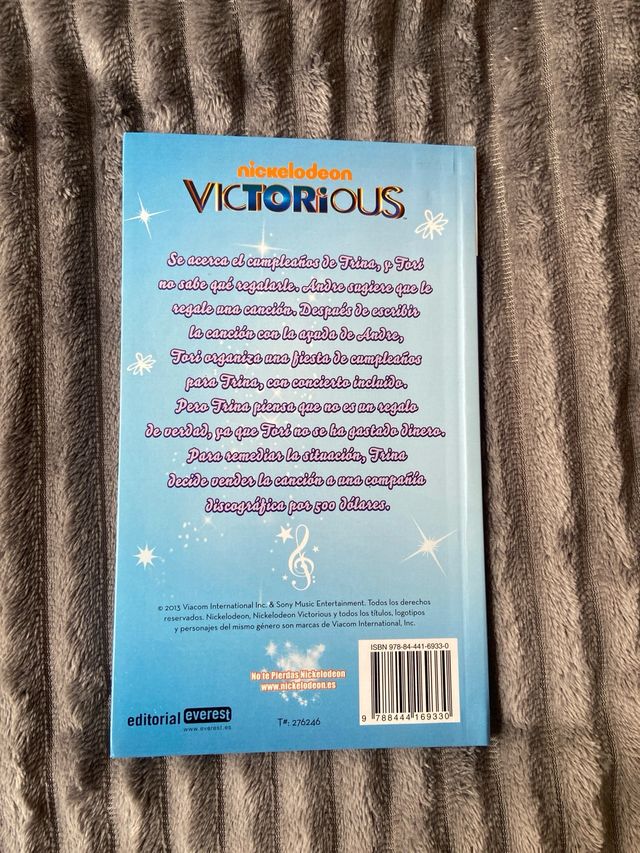 nickelodeon
VICTORiOUS
Se acerca el cumpleaños de Trina, y Tori
no sabe qué regalarle. Andre sugiere que le
regale una canción. Después de escribir
la canción con la ayuda de Andre,
Tori organiza una fiesta de cumpleaños
para Trina, con concierto incluido.
Pero Trina piensa que no es un regalo
de verdad, ya que Tori no se ha gastado dinero.
Para remediar la situación, Trina
decide vender la canción a una compañía
discográfica por 500 dólares.
© 2013 Viacom International Inc. & Sony Music Entertainment. Todos los derechos
reservados. Nickelodeon, Nickelodeon Victorious y todos los títulos, logotipos
y personajes del mismo género son marcas de Viacom International, Inc.
ISBN 978-84-441-6933-0
No te Pierdas Nickelodeon
www.nickelodeon.es
editorial everest
www.everest.es
T#: 276246
9 788444 169330